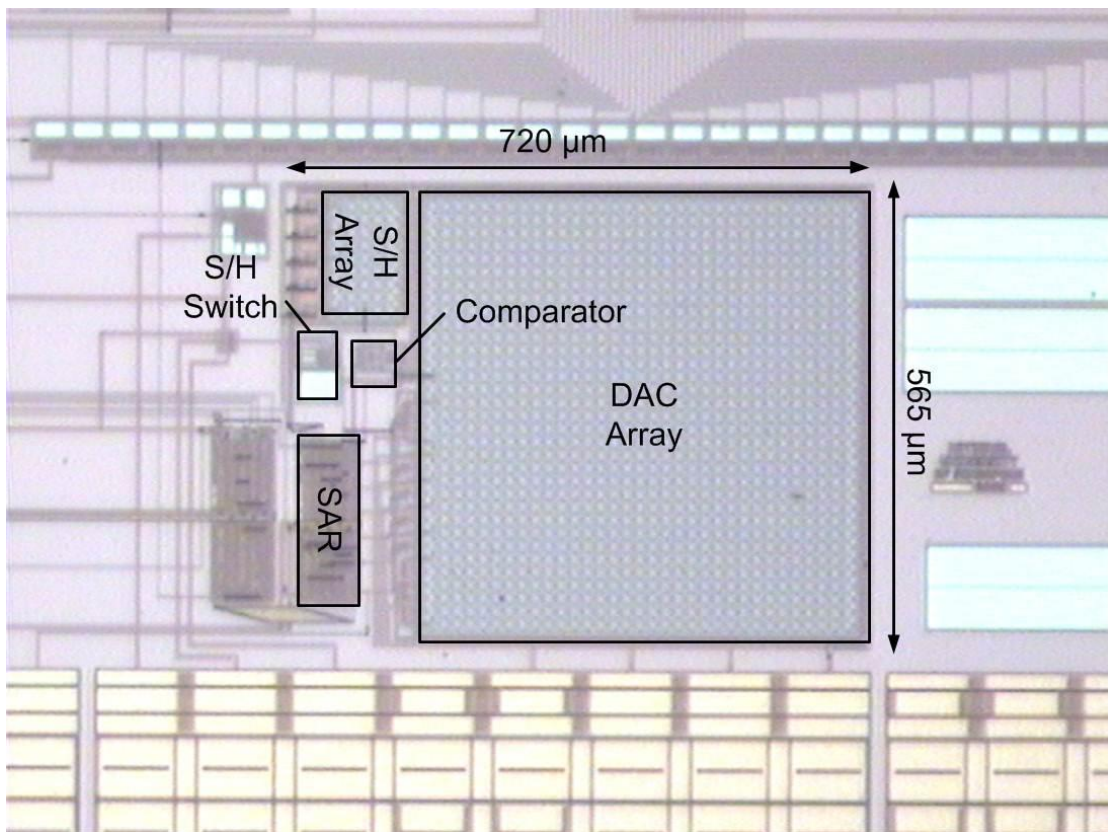 720 µm
S/H
Array
S/H
Switch
Comparator
DAC
Array
565 µm
SAR